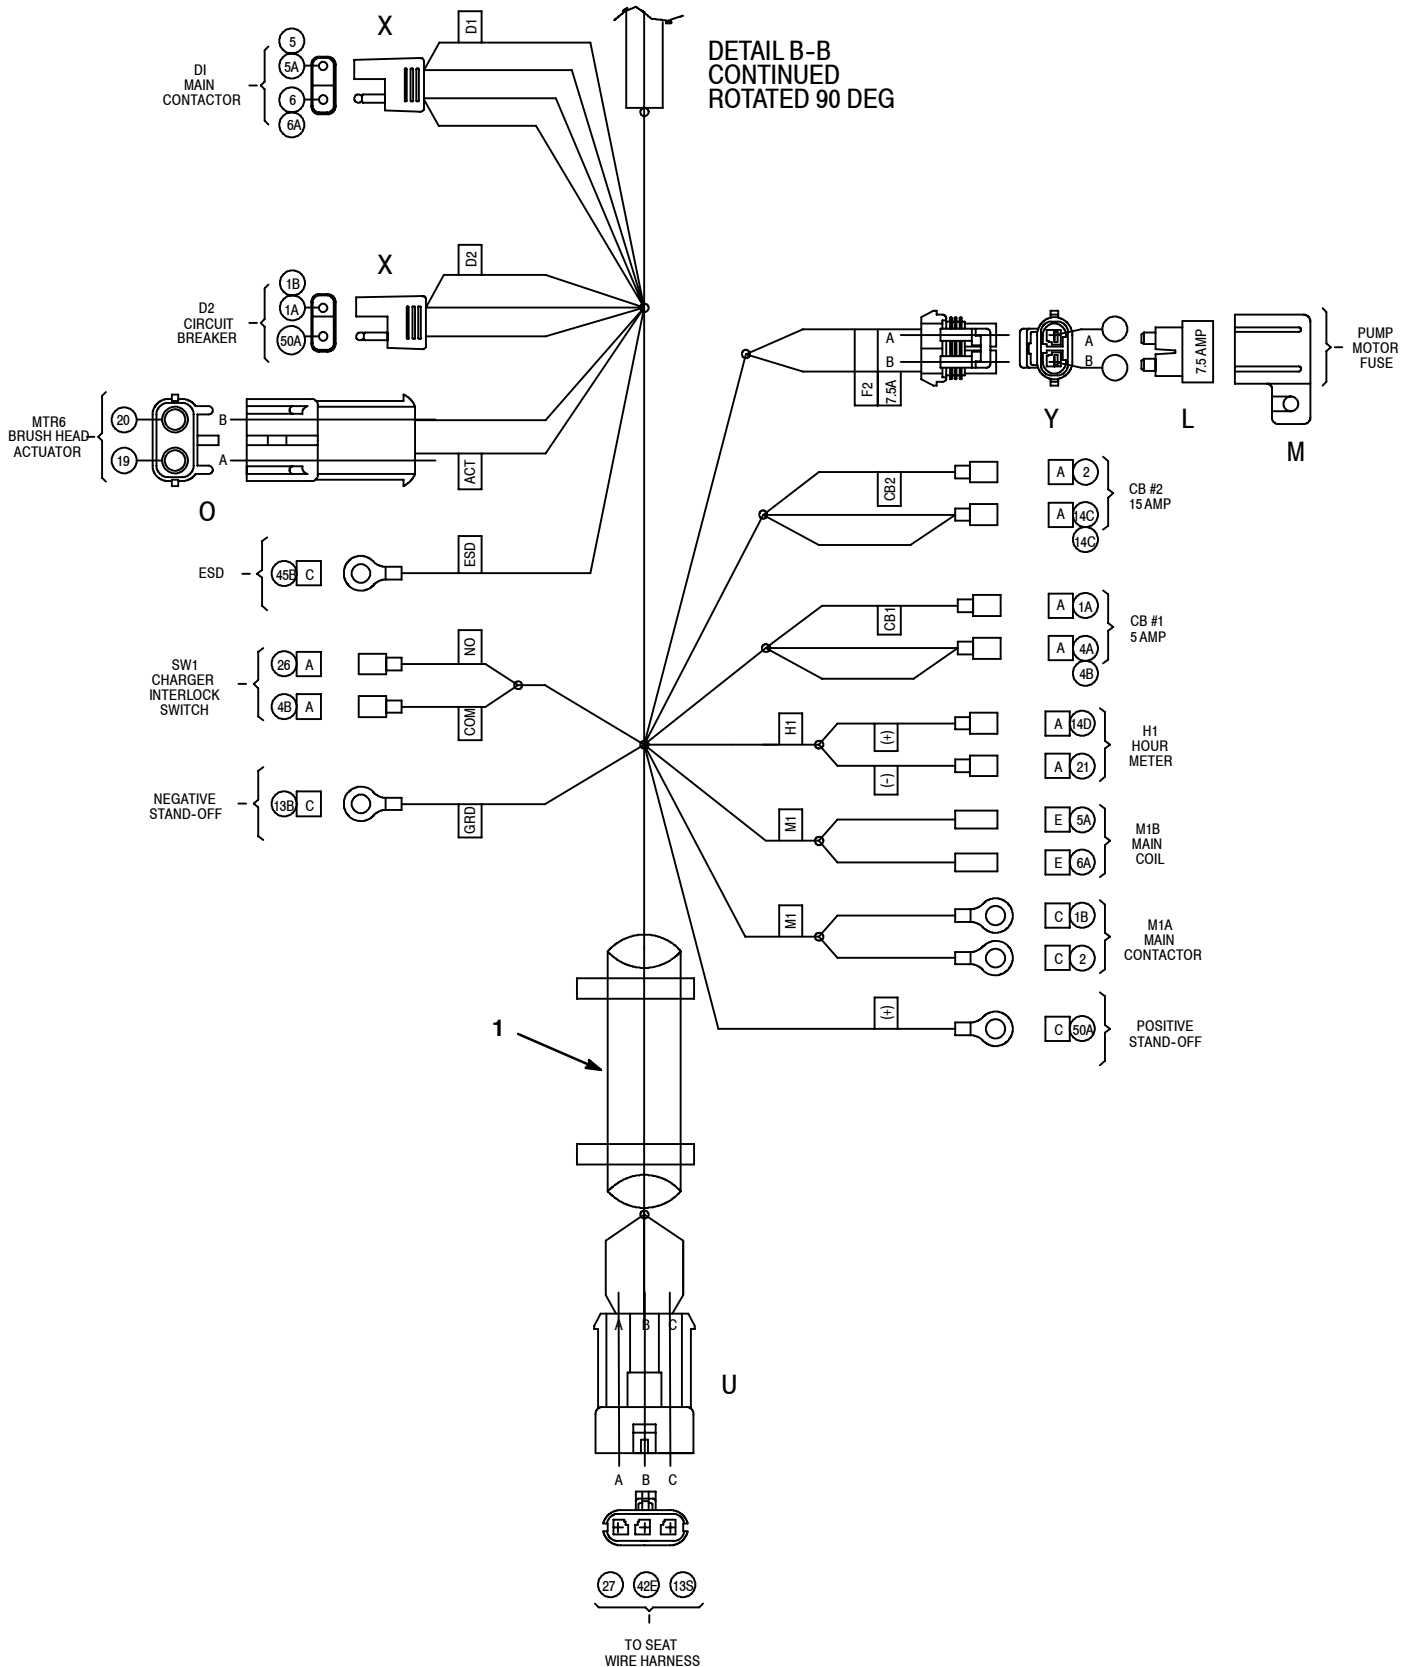 DETAIL B-B
CONTINUED
ROTATED 90 DEG
X
D1
5
5A
6
6A
DI
MAIN
CONTACTOR
X
D2
1B
1A
50A
D2
CIRCUIT
BREAKER
MTR6
BRUSH HEAD
ACTUATOR
20
19
B
A
ACT
O
ESD
45B
C
ESD
SW1
CHARGER
INTERLOCK
SWITCH
26
A
4B
A
NO
COM
NEGATIVE
STAND-OFF
13B
C
GRD
A
B
F2
7.5A
A
B
7.5 AMP
PUMP
MOTOR
FUSE
Y
L
M
CB2
A
2
A
14C
14C
CB #2
15 AMP
CB1
A
1A
A
4A
4B
CB #1
5 AMP
H1
(+)
(-)
A
14D
A
21
H1
HOUR
METER
M1
E
5A
E
6A
M1B
MAIN
COIL
M1
C
1B
C
2
M1A
MAIN
CONTACTOR
(+)
C
50A
POSITIVE
STAND-OFF
1
A B C
U
A B C
27 42E 13S
TO SEAT
WIRE HARNESS